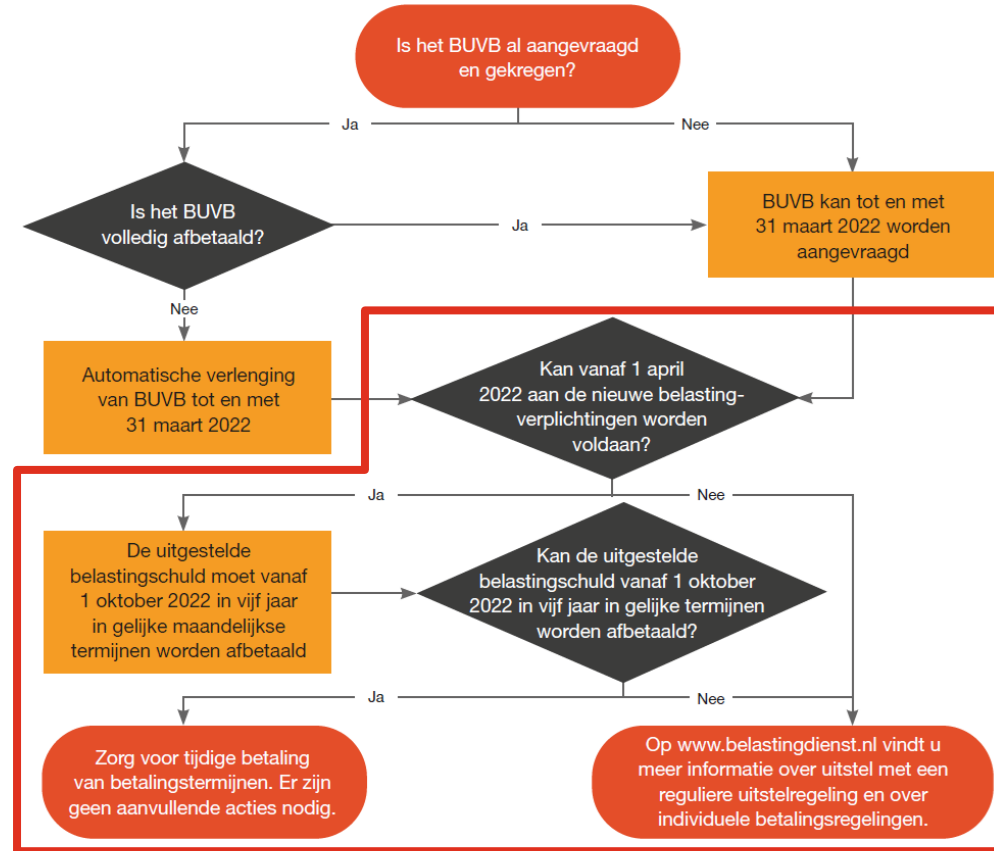 Is het BUVB al aangevraagd
en gekregen?
Ja
Nee
Is het BUVB
volledig afbetaald?
Ja
BUVB kan tot en met
31 maart 2022 worden
aangevraagd
Nee
Automatische verlenging
van BUVB tot en met
31 maart 2022
Kan vanaf 1 april
2022 aan de nieuwe belasting-
verplichtingen worden
voldaan?
Ja
Nee
De uitgestelde
belastingschuld moet vanaf
1 oktober 2022 in vijf jaar
in gelijke maandelijkse
termijnen worden afbetaald
Kan de uitgestelde
belastingschuld vanaf 1 oktober
2022 in vijf jaar in gelijke termijnen
worden afbetaald?
Ja
Nee
Zorg voor tijdige betaling
van betalingstermijnen. Er zijn
geen aanvullende acties nodig.
Op www.belastingdienst.nl vindt u
meer informatie over uitstel met een
reguliere uitstelregeling en over
individuele betalingsregelingen.